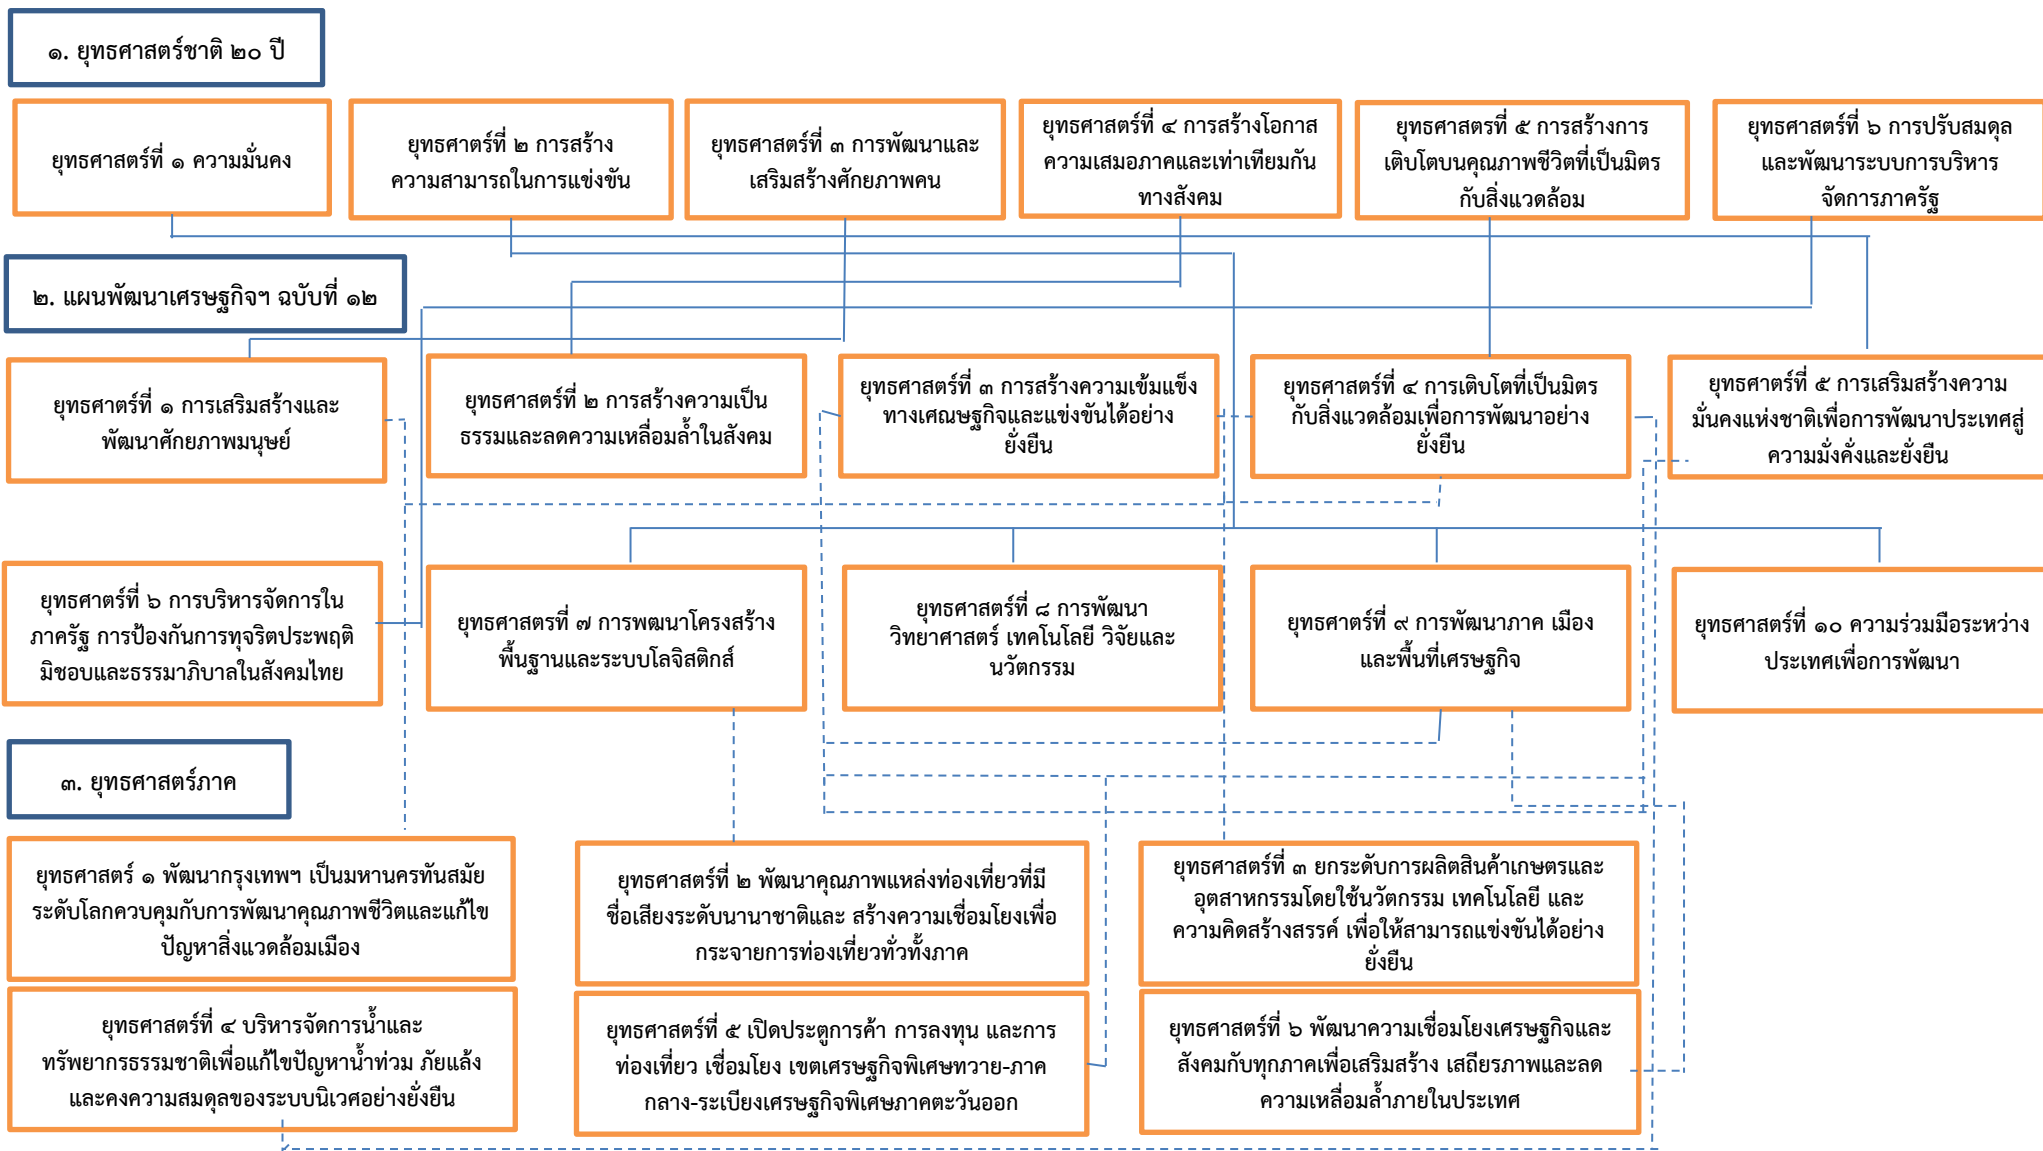 ๑. ยุทธศาสตร์ชาติ ๒๐ ปี
ยุทธศาตร์ที่ ๑ ความมั่นคง
ยุทธศาตร์ที่ ๒ การสร้าง
ความสามารถในการแข่งขัน
ยุทธศาสตร์ที่ ๓ การพัฒนาและ
เสริมสร้างศักยภาพคน
ยุทธศาสตร์ที่ ๔ การสร้างโอกาส
ความเสมอภาคและเท่าเทียมกัน
ทางสังคม
ยุทธศาสตรที่ ๕ การสร้างการ
เติบโตบนคุณภาพชีวิตที่เป็นมิตร
กับสิ่งแวดล้อม
ยุทธศาสตร์ที่ ๖ การปรับสมดุล
และพัฒนาระบบการบริหาร
จัดการภาครัฐ
๒. แผนพัฒนาเศรษฐกิจฯ ฉบับที่ ๑๒
ยุทธศาตร์ที่ ๑ การเสริมสร้างและ
พัฒนาศักยภาพมนุษย์
ยุทธศาสตร์ที่ ๒ การสร้างความเป็น
ธรรมและลดความเหลื่อมล้ำในสังคม
ยุทธศาสตร์ที่ ๓ การสร้างความเข้มแข็ง
ทางเศณษฐกิจและแข่งขันได้อย่าง
ยั่งยืน
ยุทธศาสตร์ที่ ๔ การเติบโตที่เป็นมิตร
กับสิ่งแวดล้อมเพื่อการพัฒนาอย่าง
ยั่งยืน
ยุทธศาสตร์ที่ ๕ การเสริมสร้างความ
มั่นคงแห่งชาติเพื่อการพัฒนาประเทศสู่
ความมั่งคั่งและยั่งยืน
ยุทธศาตร์ที่ ๖ การบริหารจัดการใน
ภาครัฐ การป้องกันการทุจริตประพฤติ
มิชอบและธรรมาภิบาลในสังคมไทย
ยุทธศาสตรที่ ๗ การพฒนาโครงสร้าง
พื้นฐานและระบบโลจิสติกส์
ยุทธศาสตร์ที่ ๘ การพัฒนา
วิทยาศาสตร์ เทคโนโลยี วิจัยและ
นวัตกรรม
ยุทธศาตร์ที่ ๙ การพัฒนาภาค เมือง
และพื้นที่เศรษฐกิจ
ยุทธศาสตร์ที่ ๑๐ ความร่วมมือระหว่าง
ประเทศเพื่อการพัฒนา
๓. ยุทธศาสตร์ภาค
ยุทธศาสตร์ ๑ พัฒนากรุงเทพฯ เป็นมหานครทันสมัย
ระดับโลกควบคุมกับการพัฒนาคุณภาพชีวิตและแก้ไข
ปัญหาสิ่งแวดล้อมเมือง
ยุทธศาสตร์ที่ ๒ พัฒนาคุณภาพแหล่งท่องเที่ยวที่มี
ชื่อเสียงระดับนานาชาติและ สร้างความเชื่อมโยงเพื่อ
กระจายการท่องเที่ยวทั่วทั้งภาค
ยุทธศาสตร์ที่ ๓ ยกระดับการผลิตสินค้าเกษตรและ
อุตสาหกรรมโดยใช้นวัตกรรม เทคโนโลยี และ
ความคิดสร้างสรรค์ เพื่อให้สามารถแข่งขันได้อย่าง
ยั่งยืน
ยุทธศาสตร์ที่ ๔ บริหารจัดการน้ำและ
ทรัพยากรธรรมชาติเพื่อแก้ไขปัญหาน้ำท่วม ภัยแล้ง
และคงความสมดุลของระบบนิเวศอย่างยั่งยืน
ยุทธศาสตร์ที่ ๕ เปิดประตูการค้า การลงทุน และการ
ท่องเที่ยว เชื่อมโยง เขตเศรษฐกิจพิเศษทวาย-ภาค
กลาง-ระเบียงเศรษฐกิจพิเศษภาคตะวันออก
ยุทธศาสตร์ที่ ๖ พัฒนาความเชื่อมโยงเศรษฐกิจและ
สังคมกับทุกภาคเพื่อเสริมสร้าง เสถียรภาพและลด
ความเหลื่อมล้ำภายในประเทศ